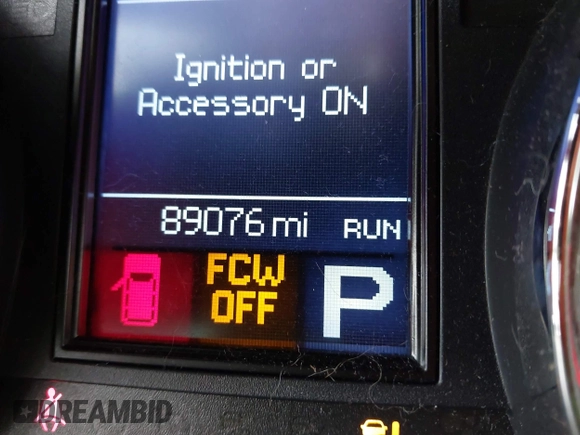 Ignition or
Accessory ON
89076 mi RUN
FCW
OFF
P
DREAMBID